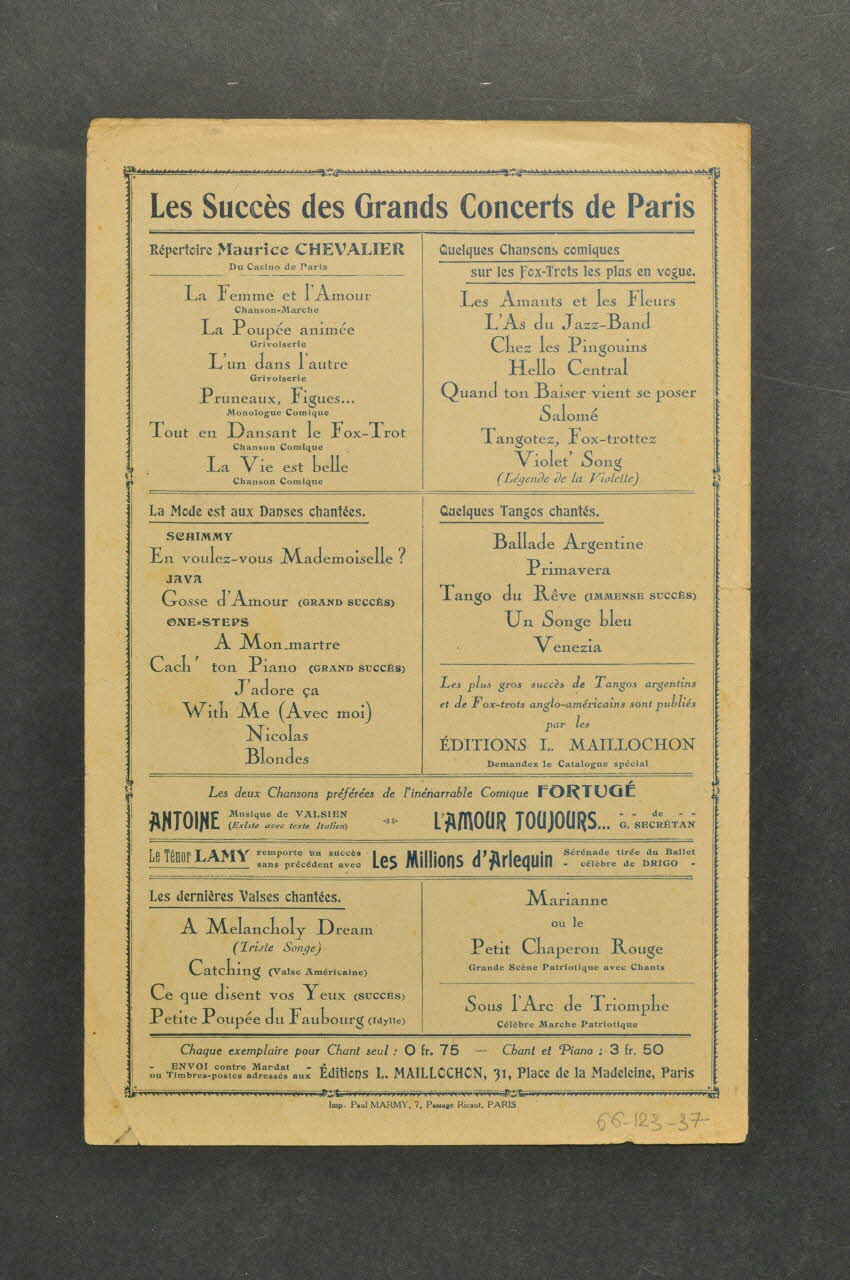 Les Succès des Grands Concerts de Paris
Répertoire Maurice CHEVALIER
Du Casino de Paris
La Femme et l'Amour
Chanson-Marche
La Poupée animée
Grivoiserie
L'un dans l'autre
Grivoiserie
Pruneaux, Figues...
Monologue Comique
Tout en Dansant le Fox-Trot
Chanson Comique
La Vie est belle
Chanson Comique
Quelques Chansons comiques
sur les Fox-Trots les plus en vogue.
Les Amants et les Fleurs
L'As du Jazz-Band
Chez les Pingouins
Hello Central
Quand ton Baiser vient se poser
Salomé
Tangotez, Fox-trottez
Violet' Song
(Légende de la Violette)
La Mode est aux Danses chantées.
SCHIMMY
En voulez-vous Mademoiselle ?
JAVA
Gosse d'Amour (GRAND SUCCÈS)
ONE-STEPS
A Mon martre
Cach' ton Piano (GRAND SUCCÈS)
J'adore ça
With Me (Avec moi)
Nicolas
Blondes
Quelques Tangos chantés.
Ballade Argentine
Primavera
Tango du Rêve (IMMENSE SUCCÈS)
Un Songe bleu
Venezia
Les plus gros succès de Tangos argentins
et de Fox-trots anglo-américains sont publiés
par les
ÉDITIONS L. MAILLOCHON
Demandez le Catalogue spécial
Les deux Chansons préférées de l'inénarrable Comique FORTUGÉ
ANTOINE Musique de VALSIEN
(Existe avec texte Italien)
L'AMOUR TOUJOURS... - - de - -
G. SECRÉTAN
Le Ténor LAMY remporte un succès
sans précédent avec
Les Millions d'Arlequin Sérénade tirée du Ballet
- célèbre de DRIGO -
Les dernières Valses chantées.
A Melancholy Dream
(Triste Songe)
Catching (Valse Américaine)
Ce que disent vos Yeux (SUCCÈS)
Petite Poupée du Faubourg (Idylle)
Marianne
ou le
Petit Chaperon Rouge
Grande Scène Patriotique avec Chants
Sous l'Arc de Triomphe
Célèbre Marche Patriotique
Chaque exemplaire pour Chant seul : 0 fr. 75 — Chant et Piano : 3 fr. 50
- ENVOI contre Mardat -
ou Timbres-postes adressés aux
Éditions L. MAILLOCHON, 31, Place de la Madeleine, Paris
Imp. Paul MARMY, 7, Passage Ricaut, PARIS
66-123-37